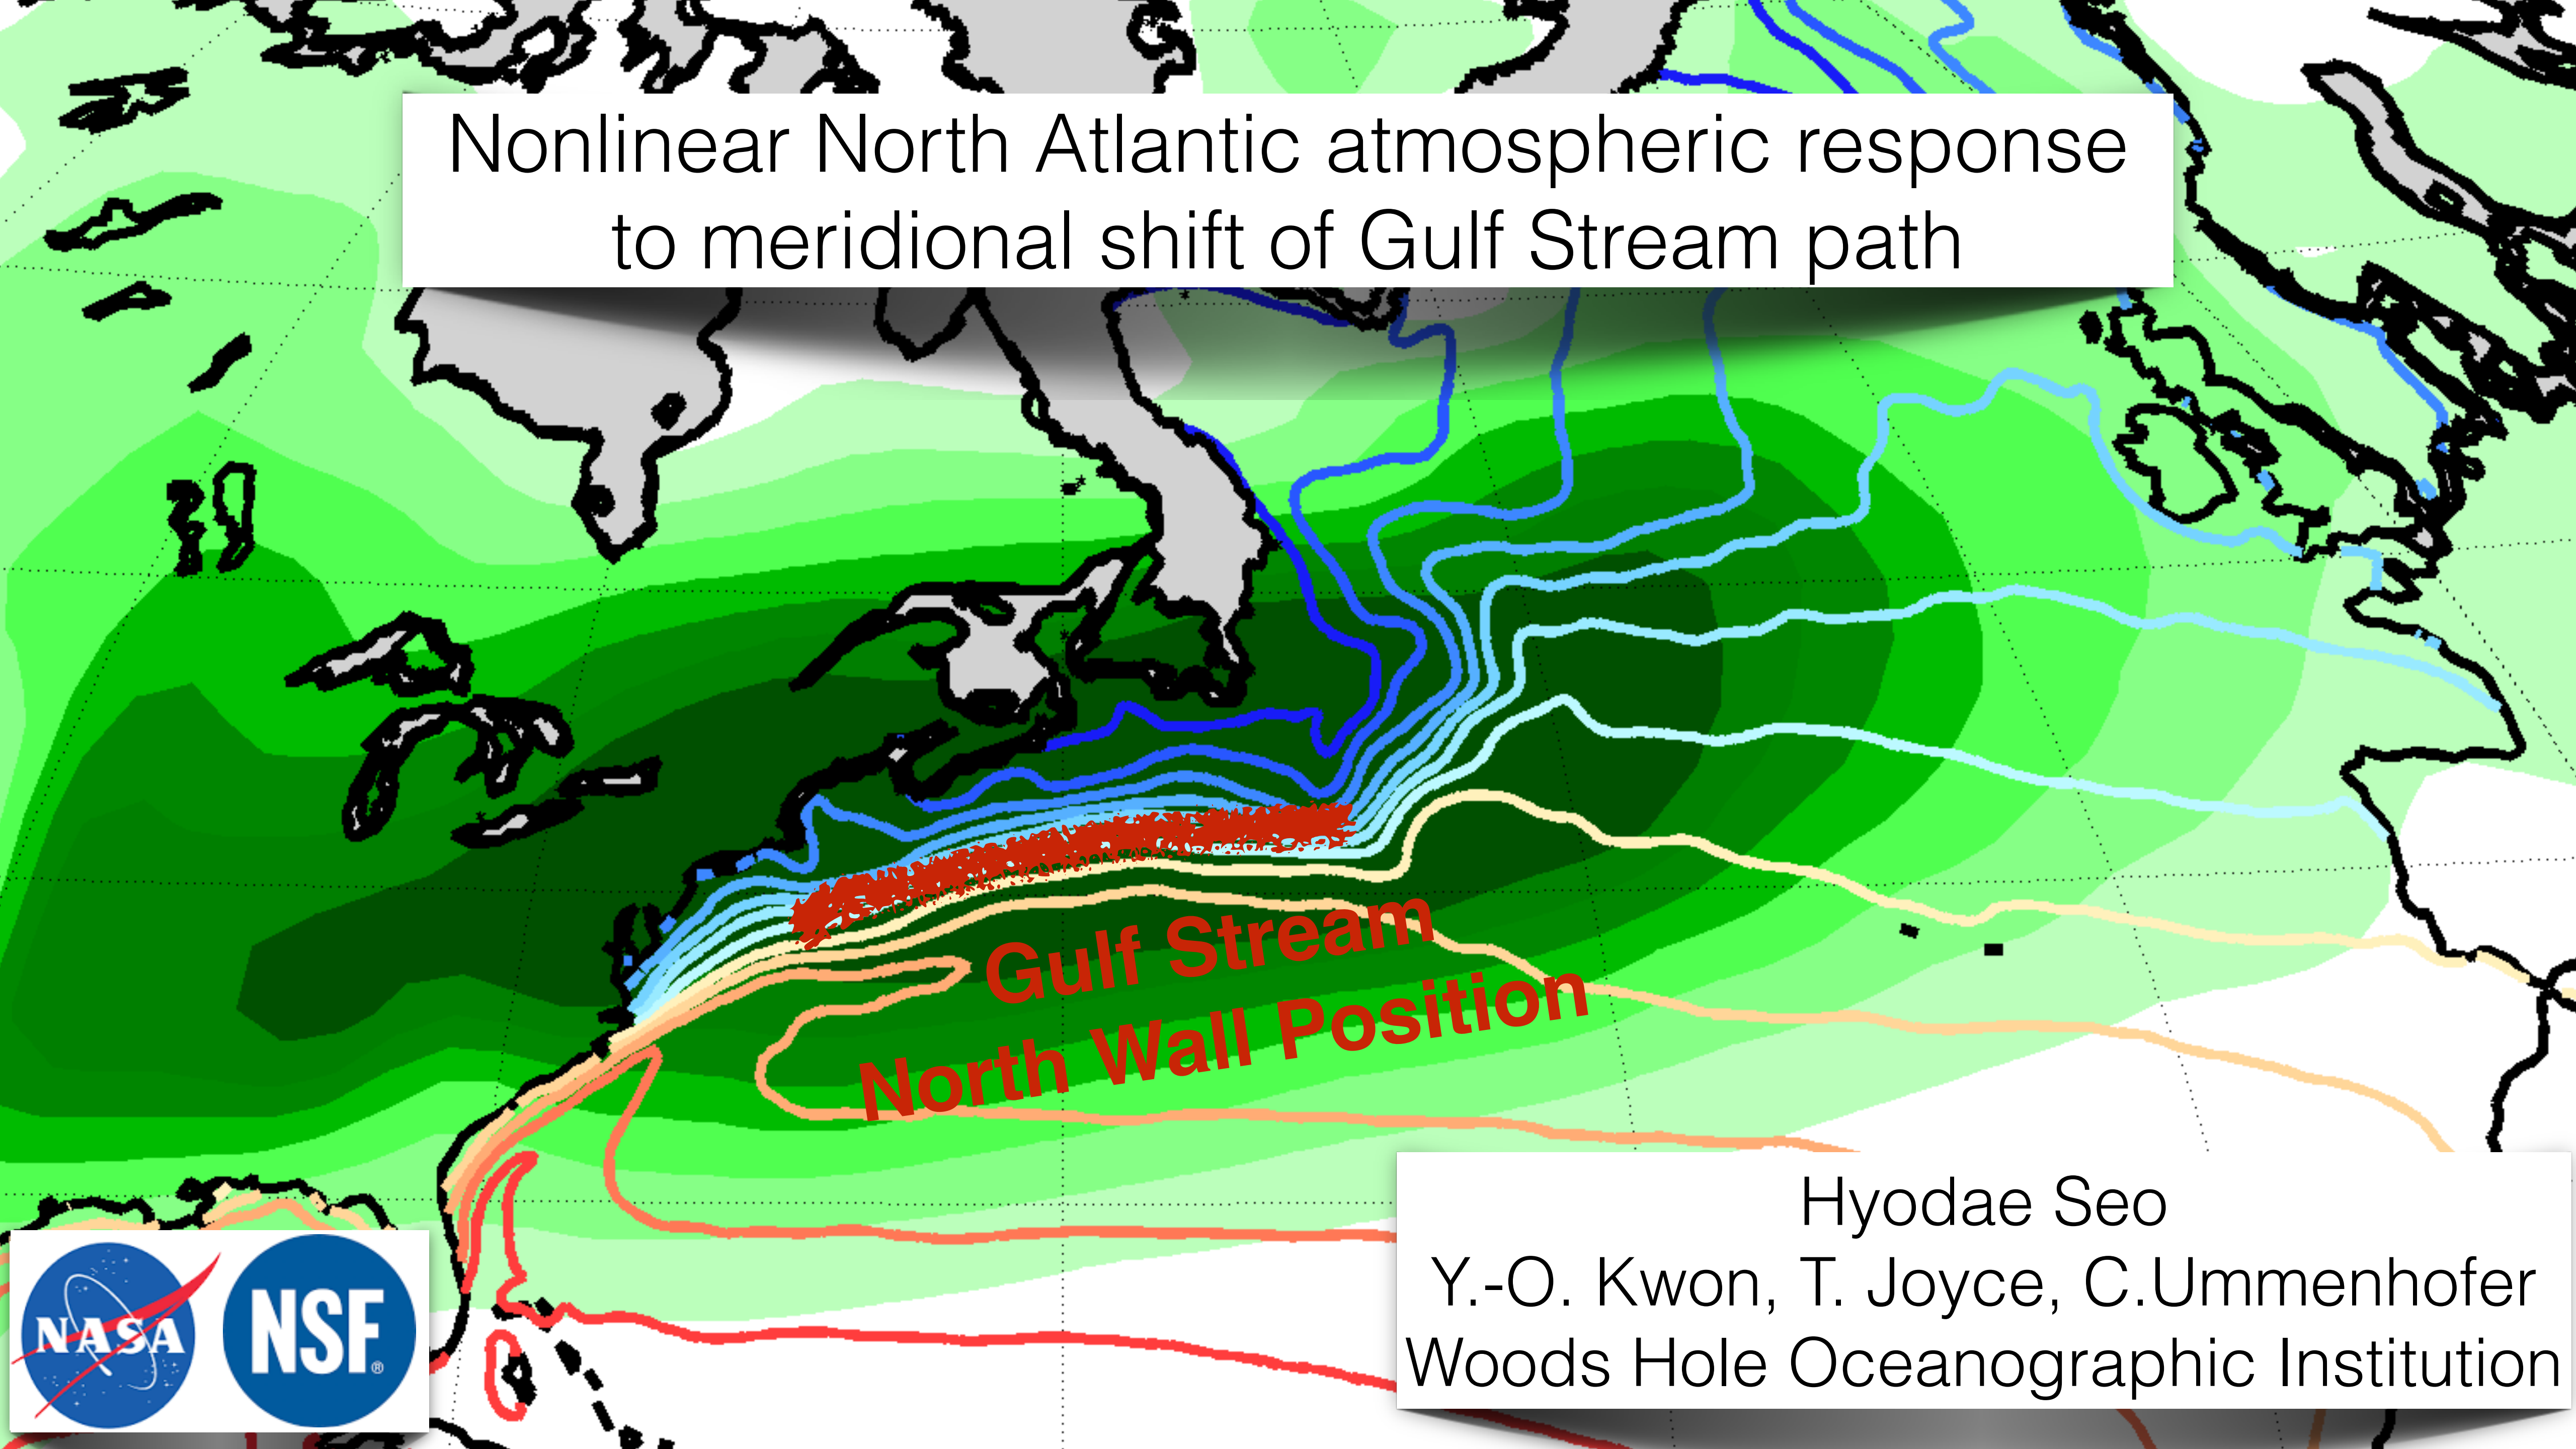 Nonlinear North Atlantic atmospheric response
to meridional shift of Gulf Stream path
Gulf Stream
North Wall Position
Hyodae Seo
Y.-O. Kwon, T. Joyce, C.Ummenhofer
Woods Hole Oceanographic Institution
NASA
NSF®